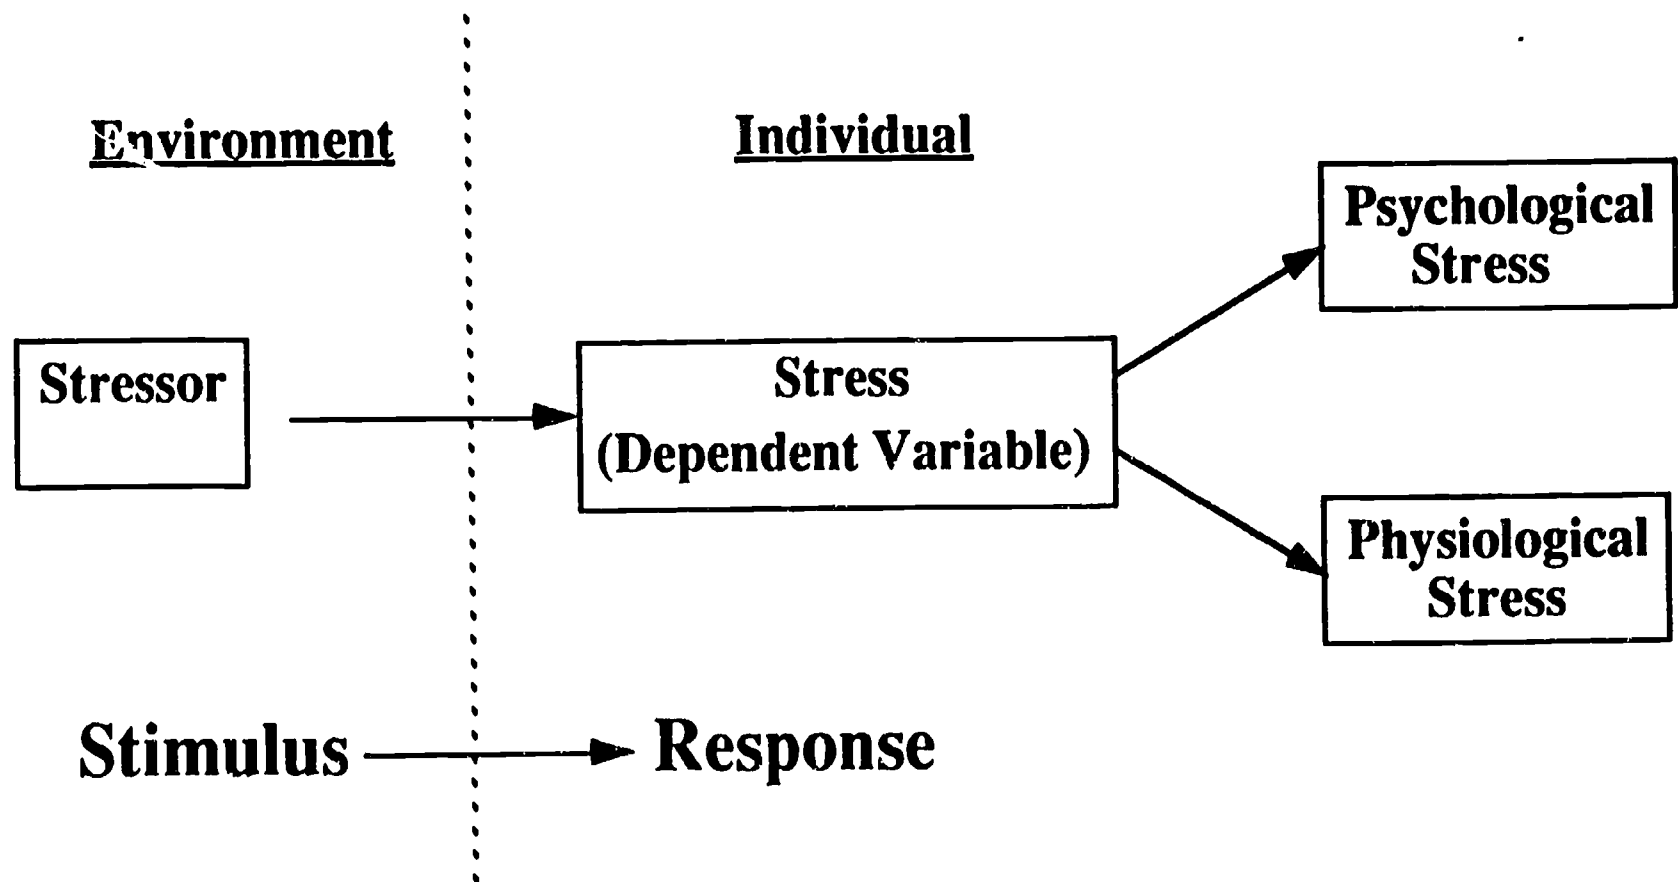 Environment
Individual
Psychological
Stress
Stressor
Stress
(Dependent Variable)
Physiological
Stress
Stimulus
Response